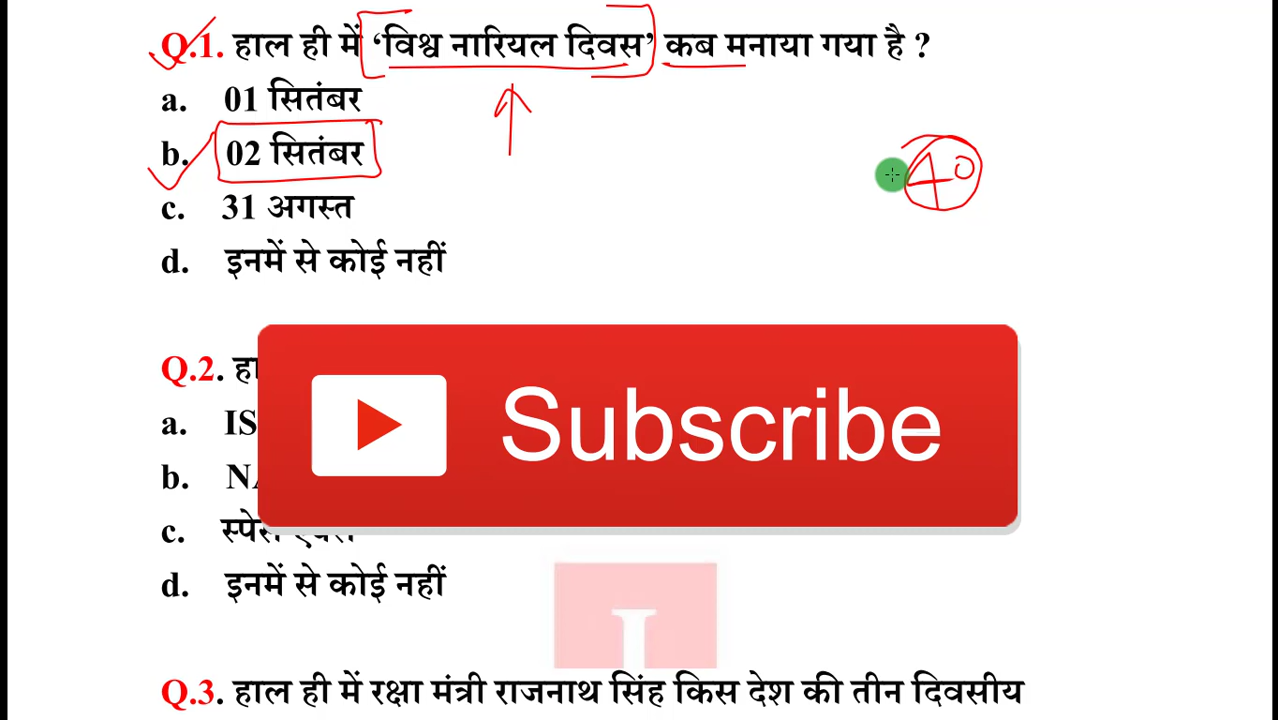 Q.1. हाल ही में ‘विश्व नारियल दिवस’ कब मनाया गया है ?
a. 01 सितंबर
b. 02 सितंबर
40
c. 31 अगस्त
d. इनमें से कोई नहीं
Q.2.
a.
Subscribe
b.
c.
d. इनमें से कोई नहीं
Q.3. हाल ही में रक्षा मंत्री राजनाथ सिंह किस देश की तीन दिवसीय